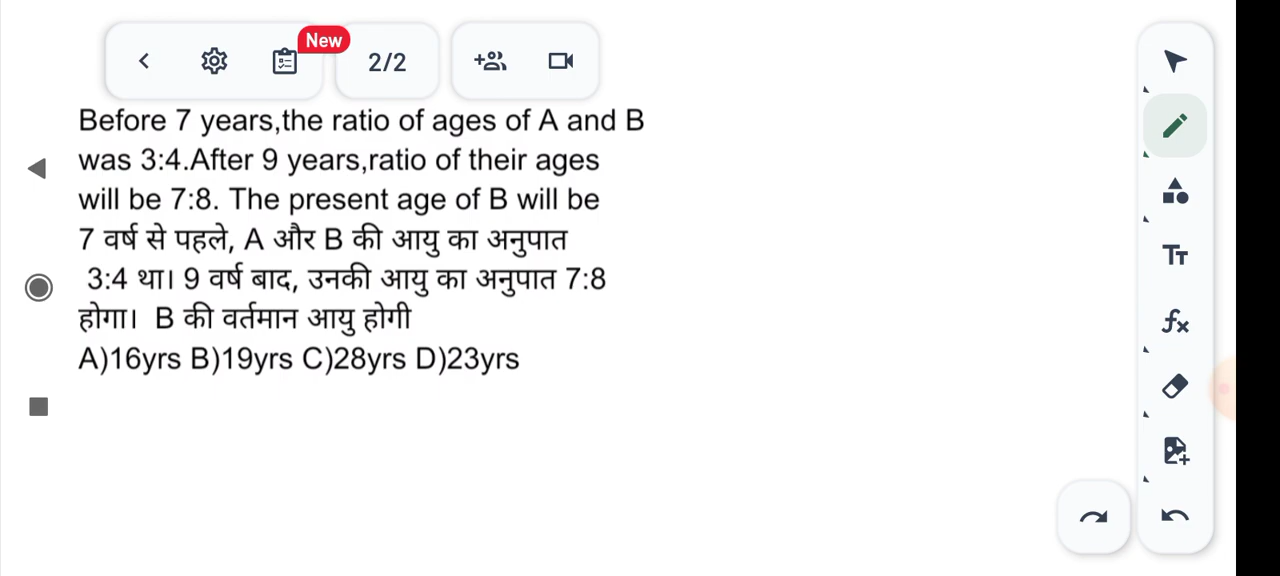 New
2/2
Before 7 years,the ratio of ages of A and B
was 3:4.After 9 years,ratio of their ages
will be 7:8. The present age of B will be
7 वर्ष से पहले, A और B की आयु का अनुपात
3:4 था। 9 वर्ष बाद, उनकी आयु का अनुपात 7:8
होगा। B की वर्तमान आयु होगी
A)16yrs B)19yrs C)28yrs D)23yrs
TT
fx